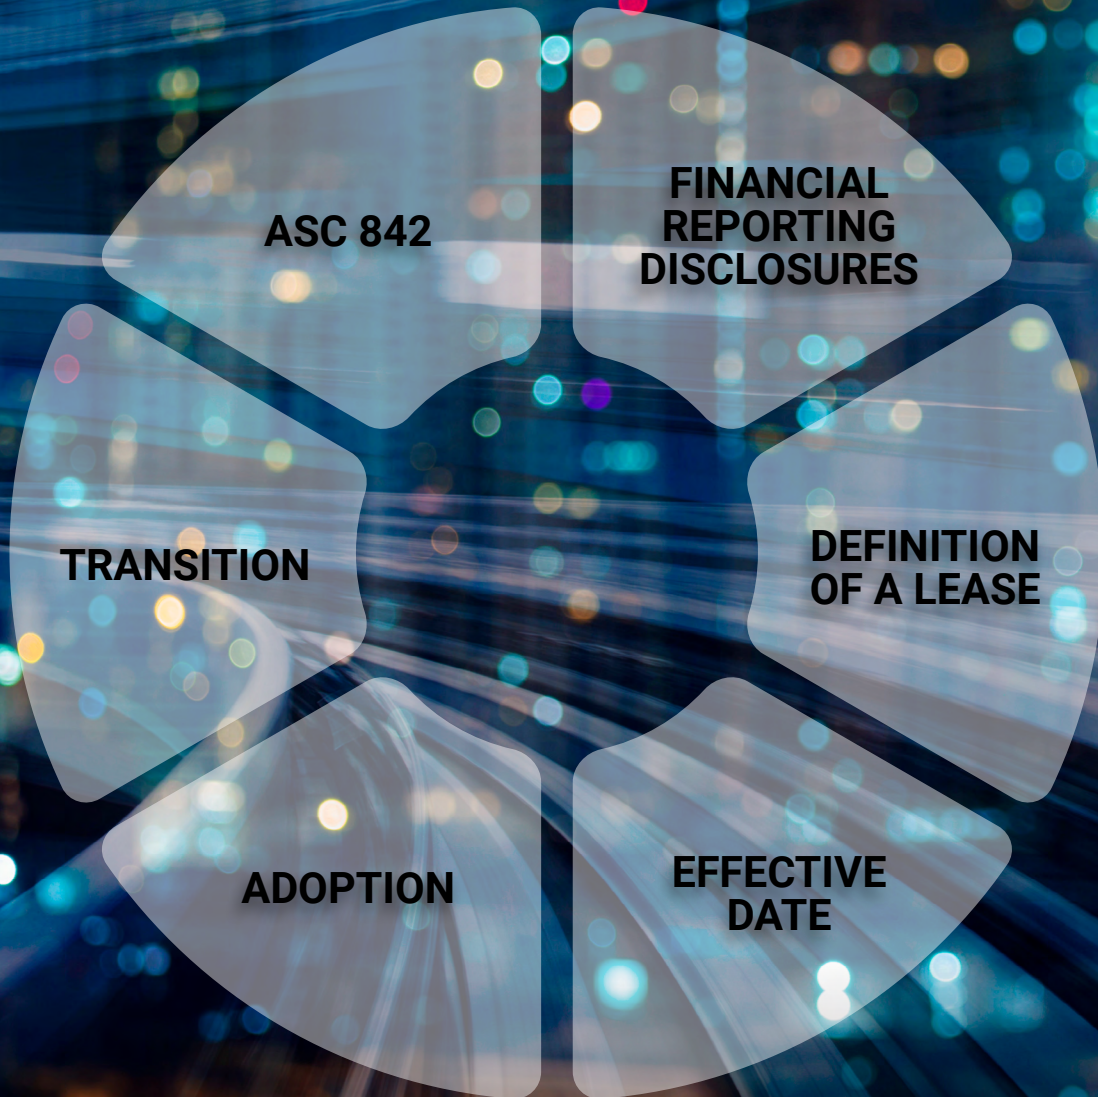 ASC 842
FINANCIAL
REPORTING
DISCLOSURES
TRANSITION
DEFINITION
OF A LEASE
ADOPTION
EFFECTIVE
DATE